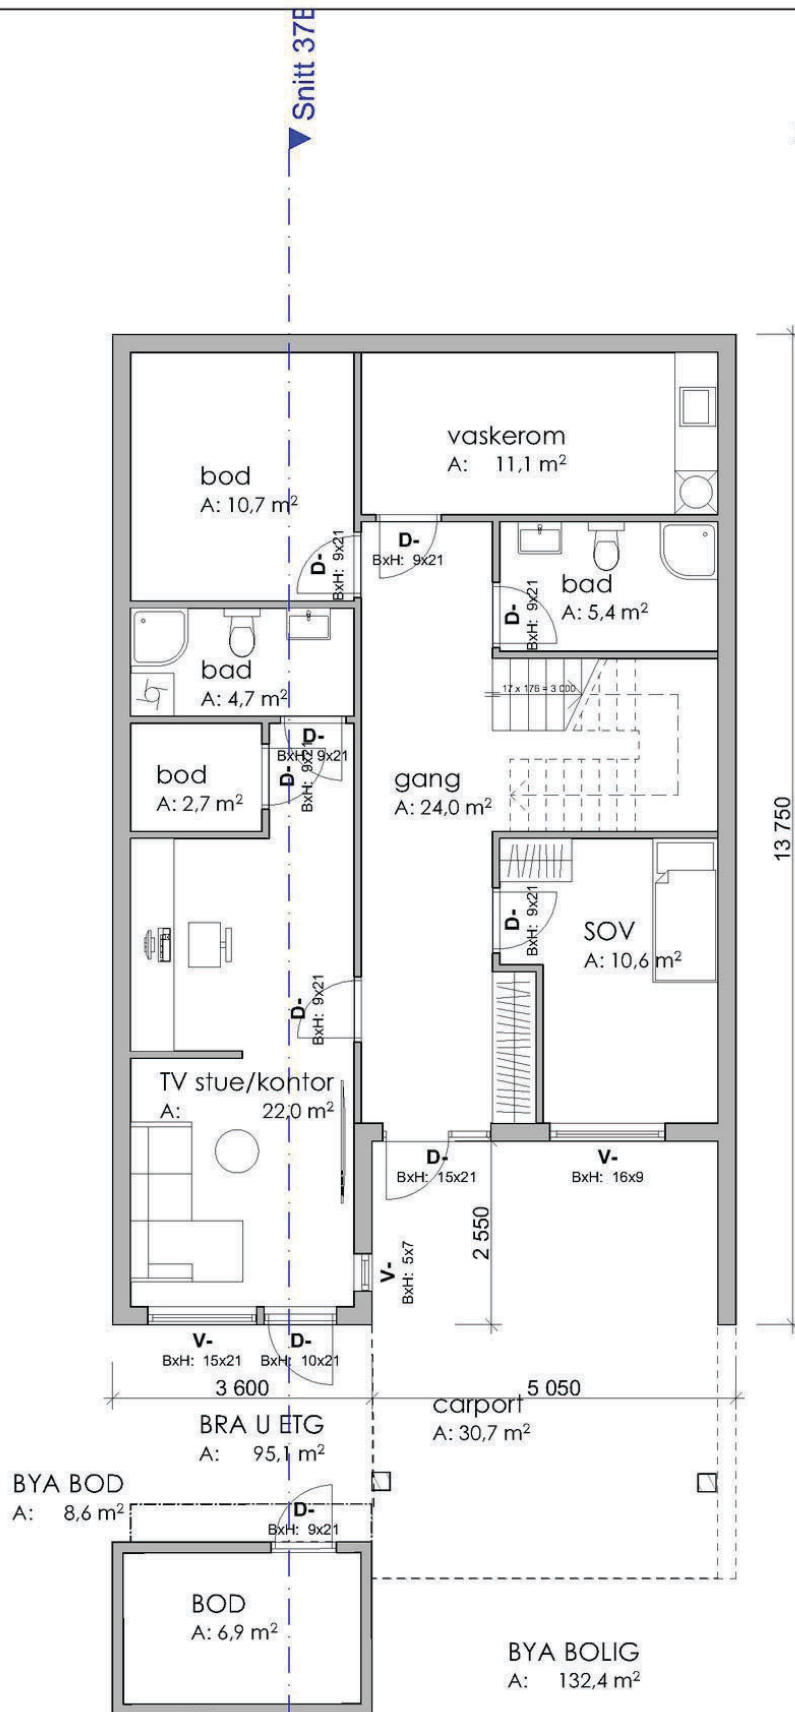 Snitt 37B
vaskerom
A: 11,1 m²
bod
A: 10,7 m²
D-
BxH: 9x21
D-
BxH: 9x21
bad
A: 5,4 m²
D-
BxH: 9x21
bad
A: 4,7 m²
17 x 176 = 3 000
D-
BxH: 9x21
D-
BxH: 9x21
bod
A: 2,7 m²
gang
A: 24,0 m²
13 750
D-
BxH: 9x21
SOV
A: 10,6 m²
D-
BxH: 9x21
TV stue/kontor
A: 22,0 m²
D-
BxH: 15x21
V-
BxH: 16x9
2 550
V-
BxH: 5x7
V-
BxH: 15x21
D-
BxH: 10x21
3 600
5 050
carport
A: 30,7 m²
BRA U ETG
A: 95,1 m²
BYA BOD
A: 8,6 m²
D-
BxH: 9x21
BOD
A: 6,9 m²
BYA BOLIG
A: 132,4 m²